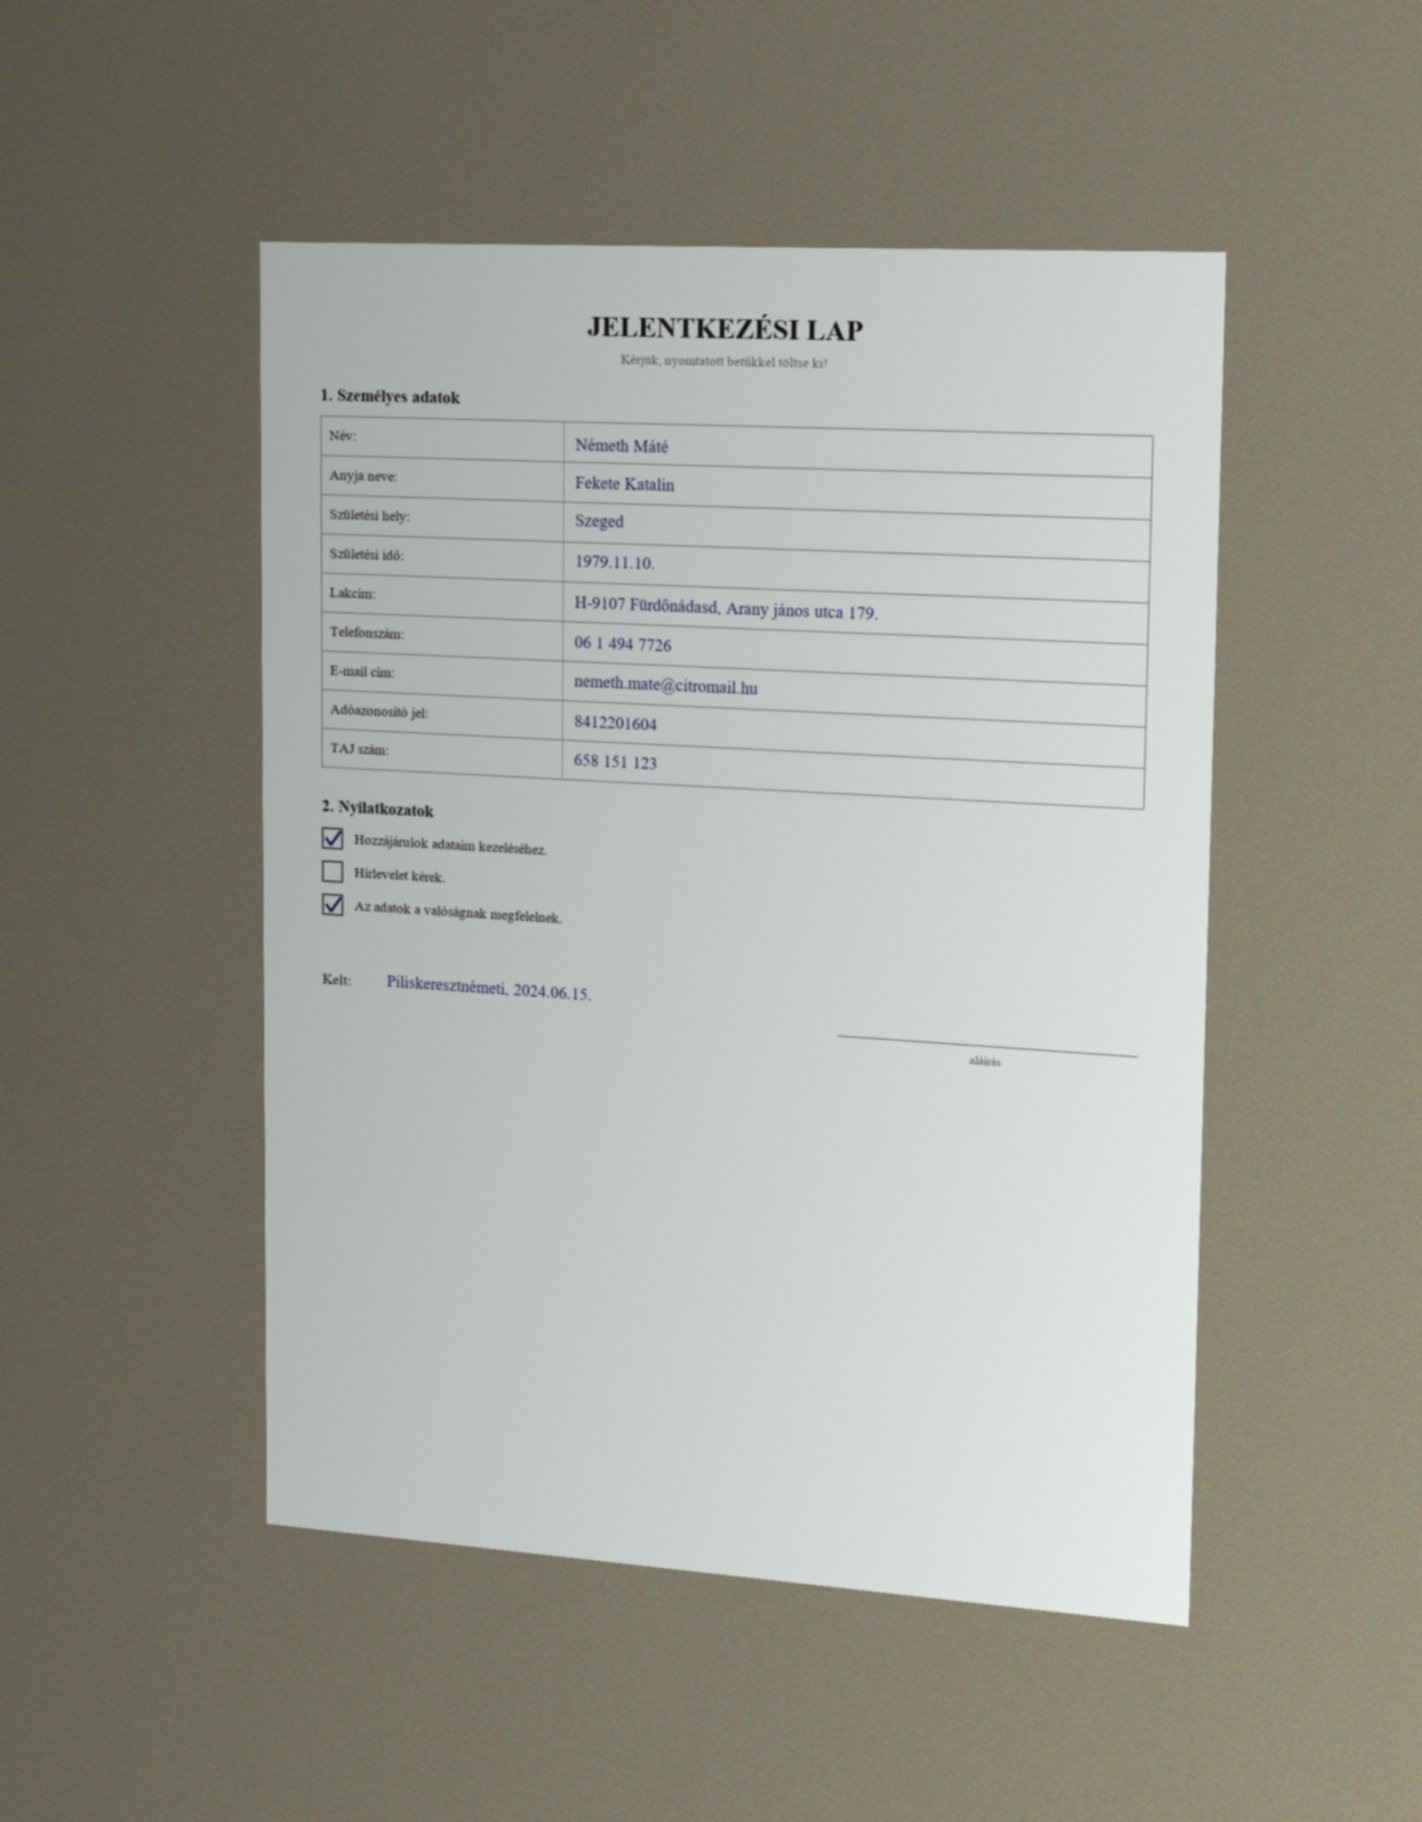 JELENTKEZÉSI LAP
Kérjük, nyomtatott betűkkel töltse ki!
1. Személyes adatok
Név: Németh Máté
Anyja neve: Fekete Katalin
Születési hely: Szeged
Születési idő: 1979.11.10.
Lakcím: H-9107 Fürdőnádasd, Arany jános utca 179.
Telefonszám: 06 1 494 7726
E-mail cím: nemeth.mate@citromail.hu
Adóazonosító jel: 8412201604
TAJ szám: 658 151 123
2. Nyilatkozatok
Hozzájárulok adataim kezeléséhez.
Hírlevelet kérek.
Az adatok a valóságnak megfelelnek.
Kelt: Piliskeresztnémeti, 2024.06.15.
aláírás